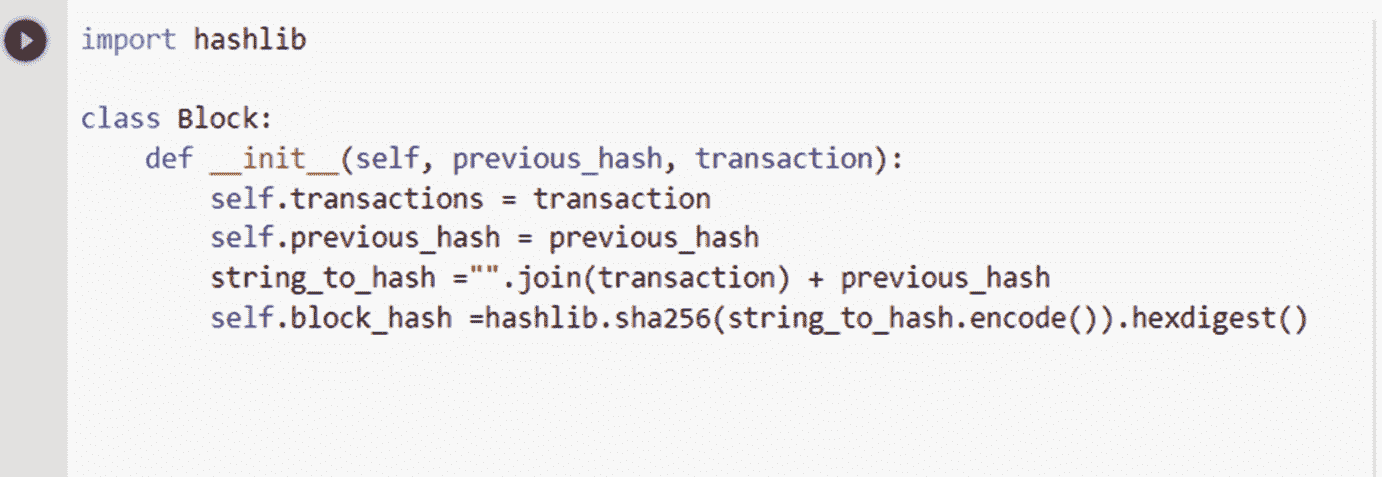 import hashlib
class Block:
def __init__(self, previous_hash, transaction):
self.transactions = transaction
self.previous_hash = previous_hash
string_to_hash ="".join(transaction) + previous_hash
self.block_hash =hashlib.sha256(string_to_hash.encode()).hexdigest()